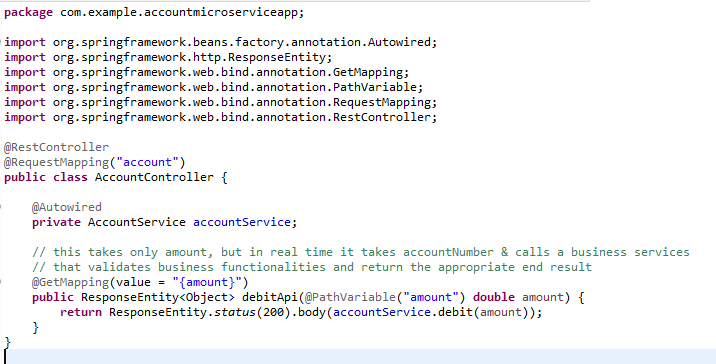 package com.example.accountmicroserviceapp;
import org.springframework.beans.factory.annotation.Autowired;
import org.springframework.http.ResponseEntity;
import org.springframework.web.bind.annotation.GetMapping;
import org.springframework.web.bind.annotation.PathVariable;
import org.springframework.web.bind.annotation.RequestMapping;
import org.springframework.web.bind.annotation.RestController;
@RestController
@RequestMapping("account")
public class AccountController {
@Autowired
private AccountService accountService;
// this takes only amount, but in real time it takes accountNumber & calls a business services
// that validates business functionalities and return the appropriate end result
@GetMapping(value = "{amount}")
public ResponseEntity<Object> debitApi(@PathVariable("amount") double amount) {
return ResponseEntity.status(200).body(accountService.debit(amount));
}
}